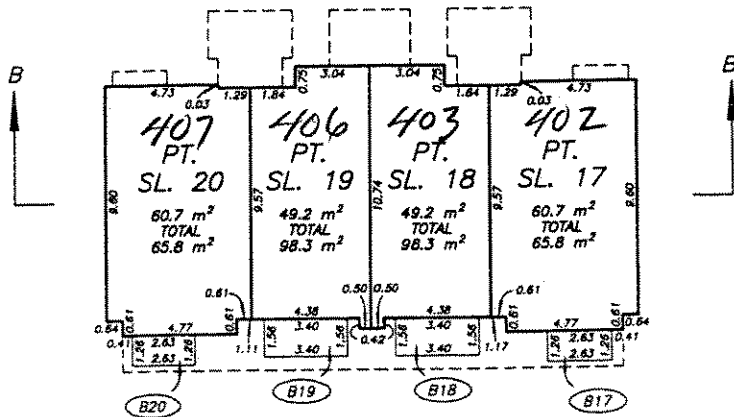 B B
3.04 3.04
0.75 0.75
4.73 1.29 1.84 1.84 1.29 4.73
0.03 0.03
407 406 403 402
PT. PT. PT. PT.
SL. 20 SL. 19 SL. 18 SL. 17
9.60 9.57 10.74 9.57 9.60
60.7 m² 49.2 m² 49.2 m² 60.7 m²
TOTAL TOTAL TOTAL TOTAL
65.8 m² 98.3 m² 98.3 m² 65.8 m²
0.61 0.50 0.50 0.61
4.38 4.38
0.64 0.61 4.77 0.61 3.40 3.40 0.61 4.77 0.61 0.64
0.41 2.63 1.11 0.42 1.17 2.63 0.41
1.26 1.26 1.56 1.56 1.56 1.56 1.26 1.26
2.63 3.40 3.40 2.63
B20 B19 B18 B17